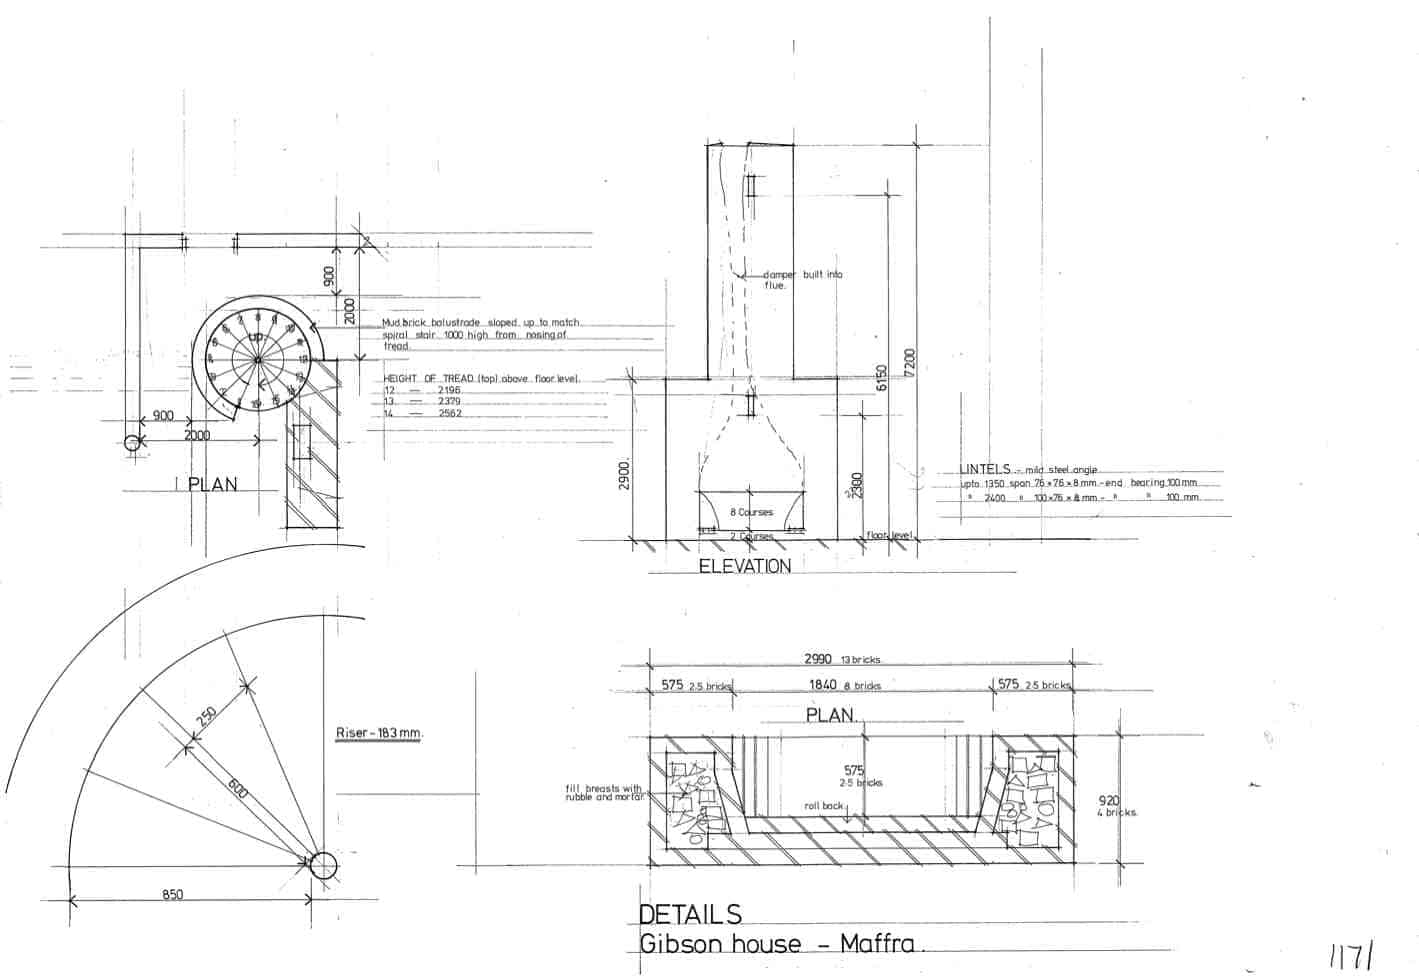 900
2000
UP
Mud brick balustrade sloped up to match
spiral stair 1000 high from nosing of
tread.
HEIGHT OF TREAD (top) above floor level.
12 — 2196
13 — 2379
14 — 2562
900
2000
PLAN
damper built into
flue.
7200
6150
2900.
2300
8 Courses
2 Courses
floor level
ELEVATION
LINTELS – mild steel angle
upto 1350 span 76 x 76 x 8 mm – end bearing 100 mm
" 2400 " 100 x 76 x 8 mm – " " 100 mm
250
600
850
Riser – 183 mm.
2990 13 bricks
575 2.5 bricks
1840 8 bricks
575 2.5 bricks
PLAN.
575
2.5 bricks
roll back
fill breasts with
rubble and mortar
920
4 bricks.
DETAILS
Gibson house – Maffra.
1171